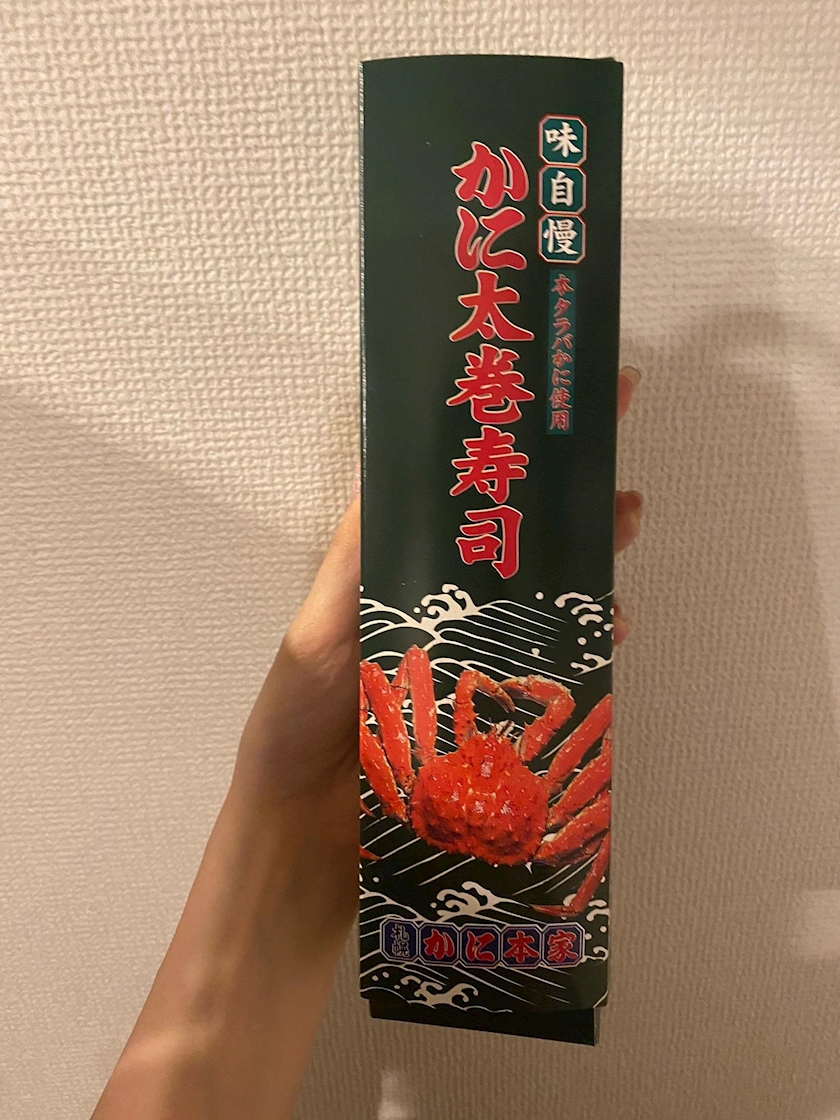 味自慢
本タラバかに使用
かに太巻寿司
札幌かに本家